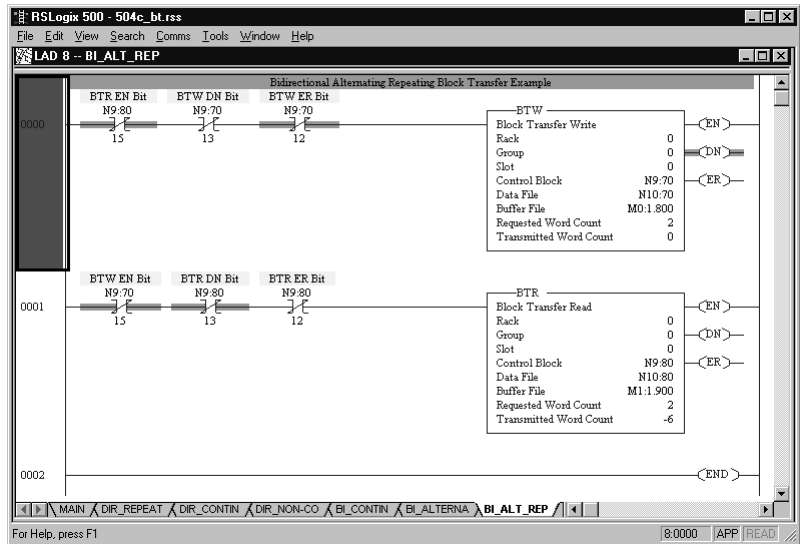 RSLogix 500 - 504c_bt.rss
File Edit View Search Comms Tools Window Help
LAD 8 -- BI_ALT_REP
Bidirectional Alternating Repeating Block Transfer Example
BTR EN Bit BTW DN Bit BTW ER Bit
N9:80 N9:70 N9:70
0000
15 13 12
BTW
Block Transfer Write
Rack 0
Group 0
Slot 0
Control Block N9:70
Data File N10:70
Buffer File M0:1.800
Requested Word Count 2
Transmitted Word Count 0
EN
DN
ER
BTW EN Bit BTR DN Bit BTR ER Bit
N9:70 N9:80 N9:80
0001
15 13 12
BTR
Block Transfer Read
Rack 0
Group 0
Slot 0
Control Block N9:80
Data File N10:80
Buffer File M1:1.900
Requested Word Count 2
Transmitted Word Count -6
EN
DN
ER
0002
END
MAIN DIR_REPEAT DIR_CONTIN DIR_NON-CO BI_CONTIN BI_ALTERNA BI_ALT_REP
For Help, press F1 8:0000 APP READ